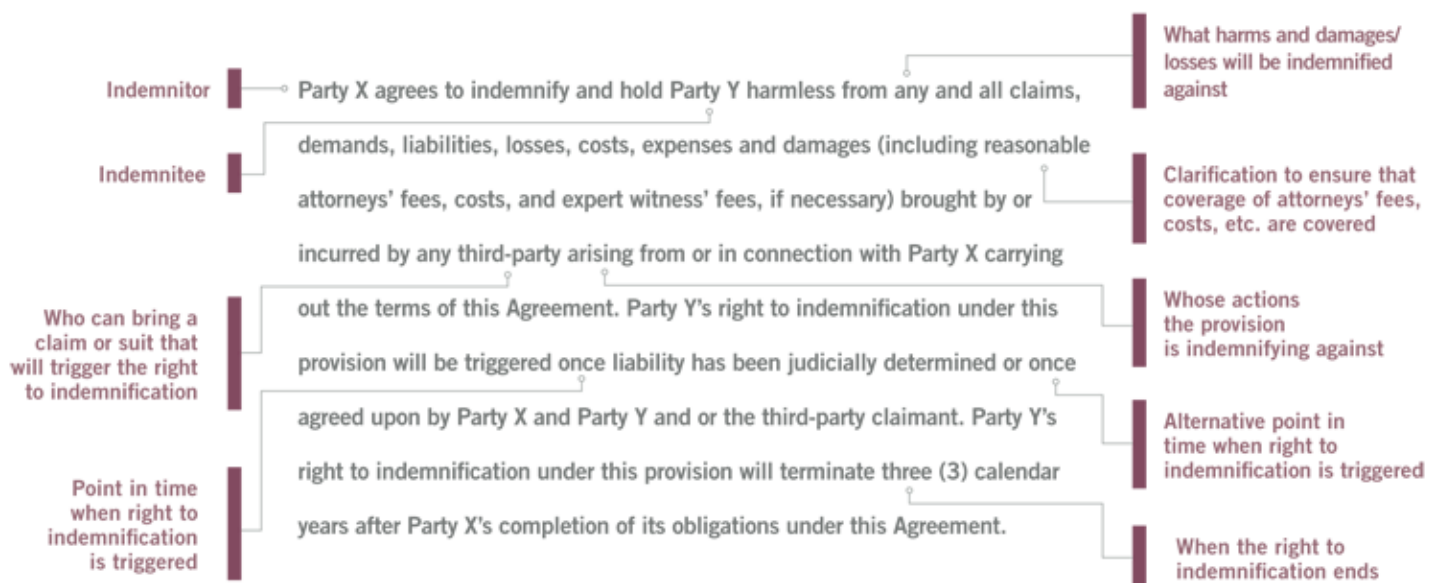 Indemnitor
Indemnitee
Who can bring a
claim or suit that
will trigger the right
to indemnification
Point in time
when right to
indemnification
is triggered
Party X agrees to indemnify and hold Party Y harmless from any and all claims,
demands, liabilities, losses, costs, expenses and damages (including reasonable
attorneys’ fees, costs, and expert witness’ fees, if necessary) brought by or
incurred by any third-party arising from or in connection with Party X carrying
out the terms of this Agreement. Party Y’s right to indemnification under this
provision will be triggered once liability has been judicially determined or once
agreed upon by Party X and Party Y and or the third-party claimant. Party Y’s
right to indemnification under this provision will terminate three (3) calendar
years after Party X’s completion of its obligations under this Agreement.
What harms and damages/
losses will be indemnified
against
Clarification to ensure that
coverage of attorneys’ fees,
costs, etc. are covered
Whose actions
the provision
is indemnifying against
Alternative point in
time when right to
indemnification is triggered
When the right to
indemnification ends